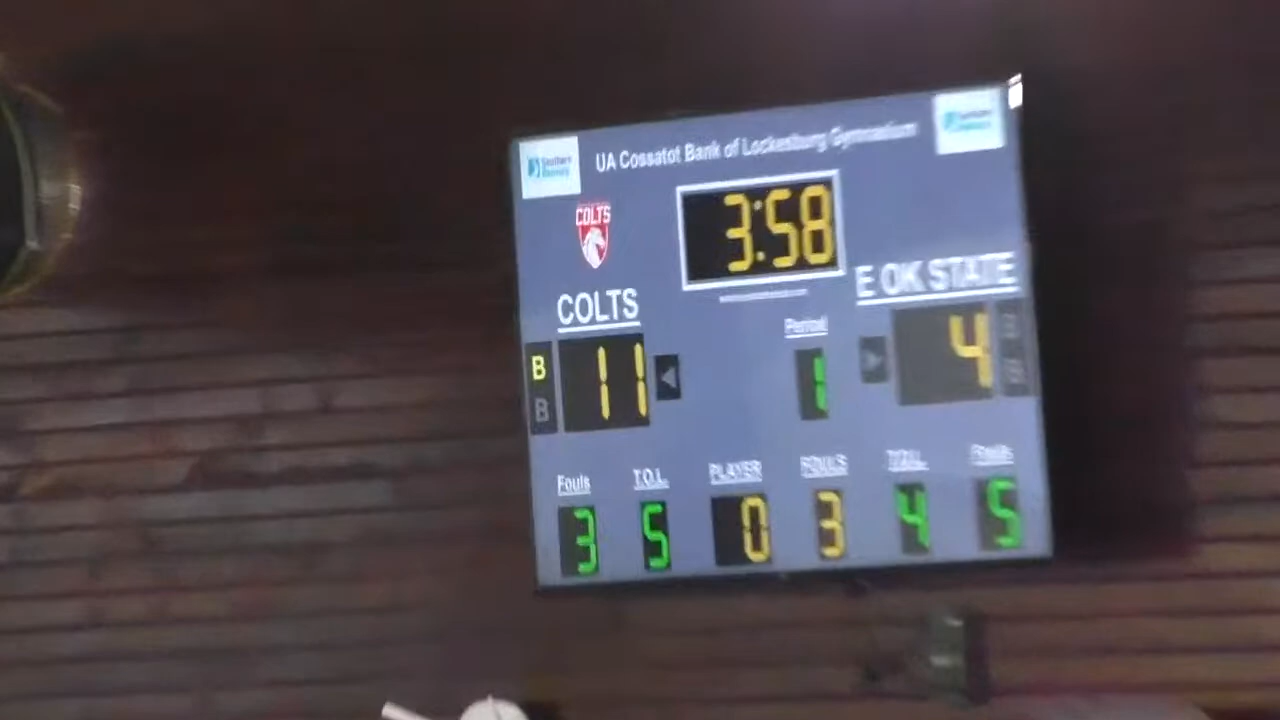 UA Cossatot Bank of Lockesburg Gymnasium
COLTS
3:58
COLTS
E OK STATE
Period
B
11
1
4
B
Fouls
T.O.L.
PLAYER
FOULS
T.O.L.
Fouls
3
5
0
3
4
5